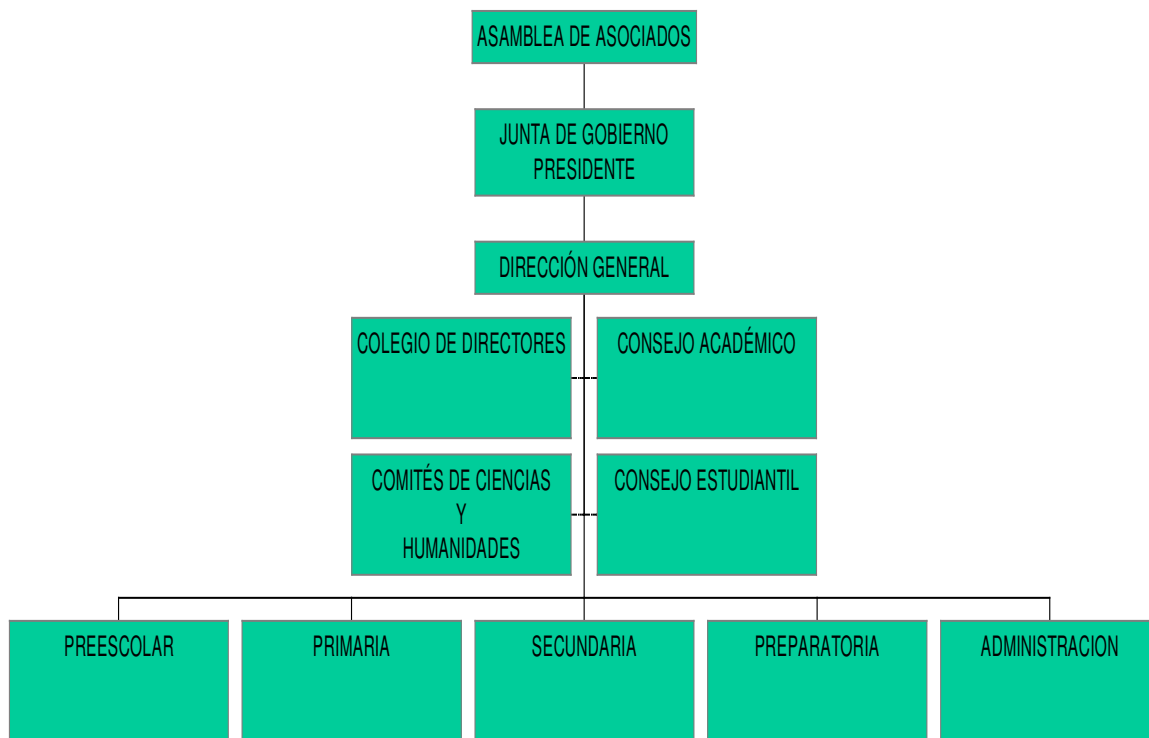 ASAMBLEA DE ASOCIADOS
JUNTA DE GOBIERNO
PRESIDENTE
DIRECCIÓN GENERAL
COLEGIO DE DIRECTORES
CONSEJO ACADÉMICO
COMITÉS DE CIENCIAS
Y
HUMANIDADES
CONSEJO ESTUDIANTIL
PREESCOLAR
PRIMARIA
SECUNDARIA
PREPARATORIA
ADMINISTRACION